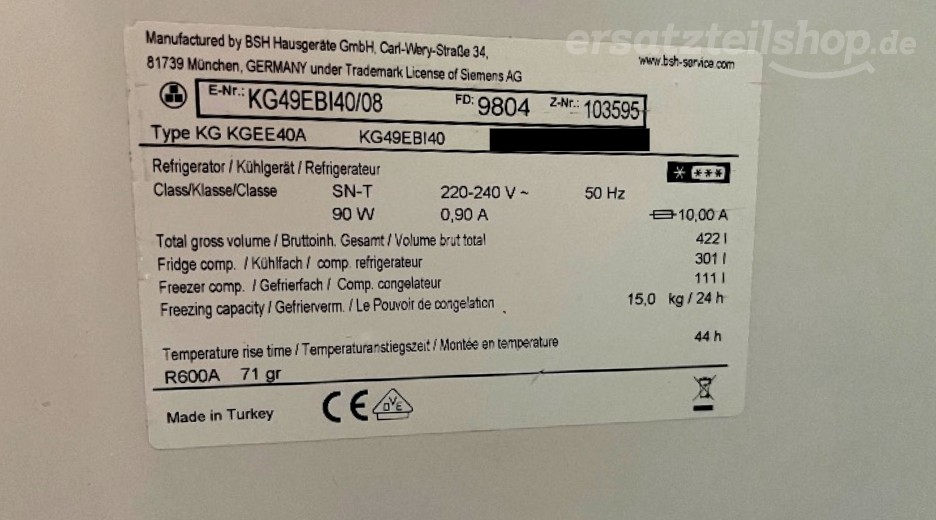 ersatzteilshop.de
Manufactured by BSH Hausgeräte GmbH, Carl-Wery-Straße 34,
www.bsh-service.com
81739 München, GERMANY under Trademark License of Siemens AG
E-Nr.: KG49EBI40/08 FD: 9804 Z-Nr.: 103595
Type KG KGEE40A KG49EBI40
Refrigerator / Kühlgerät / Refrigerateur
Class/Klasse/Classe SN-T 220-240 V ~ 50 Hz
90 W 0,90 A 10,00 A
Total gross volume / Bruttoinh. Gesamt / Volume brut total 422 l
Fridge comp. / Kühlfach / comp. refrigerateur 301 l
Freezer comp. / Gefrierfach / Comp. congelateur 111 l
Freezing capacity / Gefrierverm. / Le Pouvoir de congelation 15,0 kg / 24 h
Temperature rise time / Temperaturanstiegszeit / Montée en temperature 44 h
R600A 71 gr
Made in Turkey CE OVE